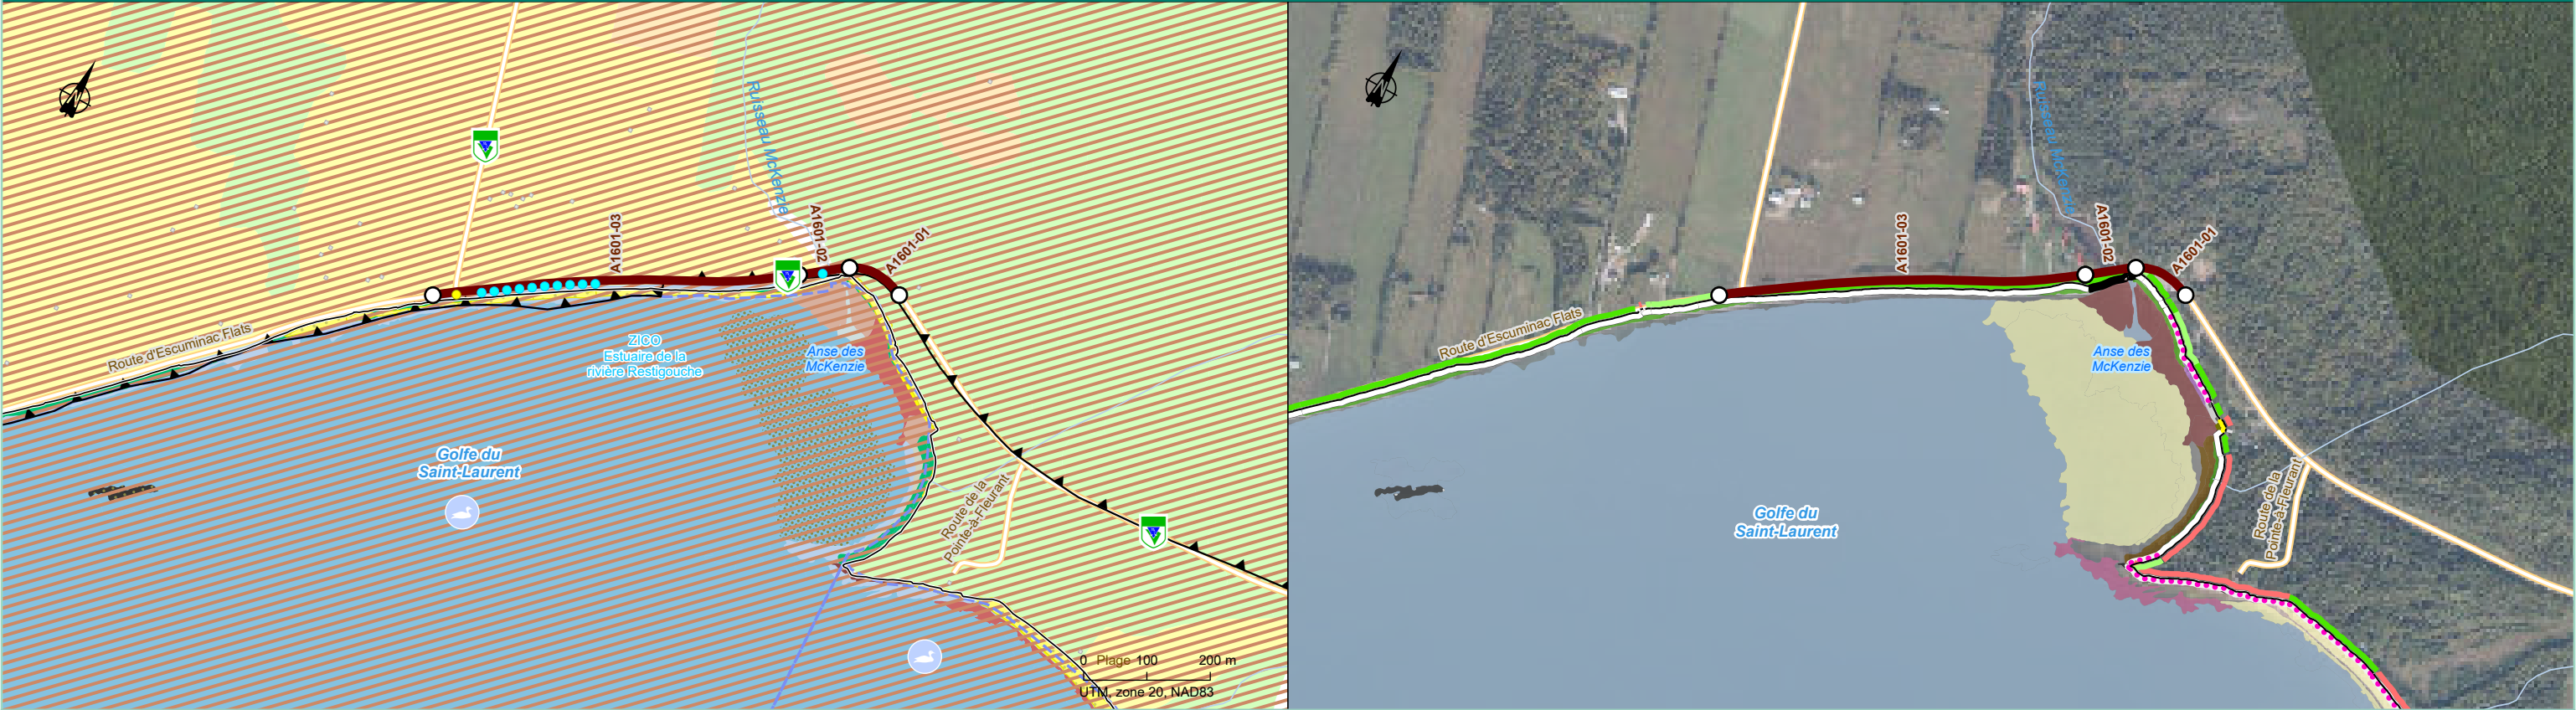 Ruisseau McKenzie
A1601-03
A1601-02
A1601-01
Route d'Escuminac Flats
ZICO
Estuaire de la
rivière Restigouche
Anse des
McKenzie
Golfe du
Saint-Laurent
Route de la
Pointe-à-Fleurant
0 Plage 100 200 m
UTM, zone 20, NAD83
Ruisseau McKenzie
A1601-03
A1601-02
A1601-01
Route d'Escuminac Flats
Anse des
McKenzie
Golfe du
Saint-Laurent
Route de la
Pointe-à-Fleurant